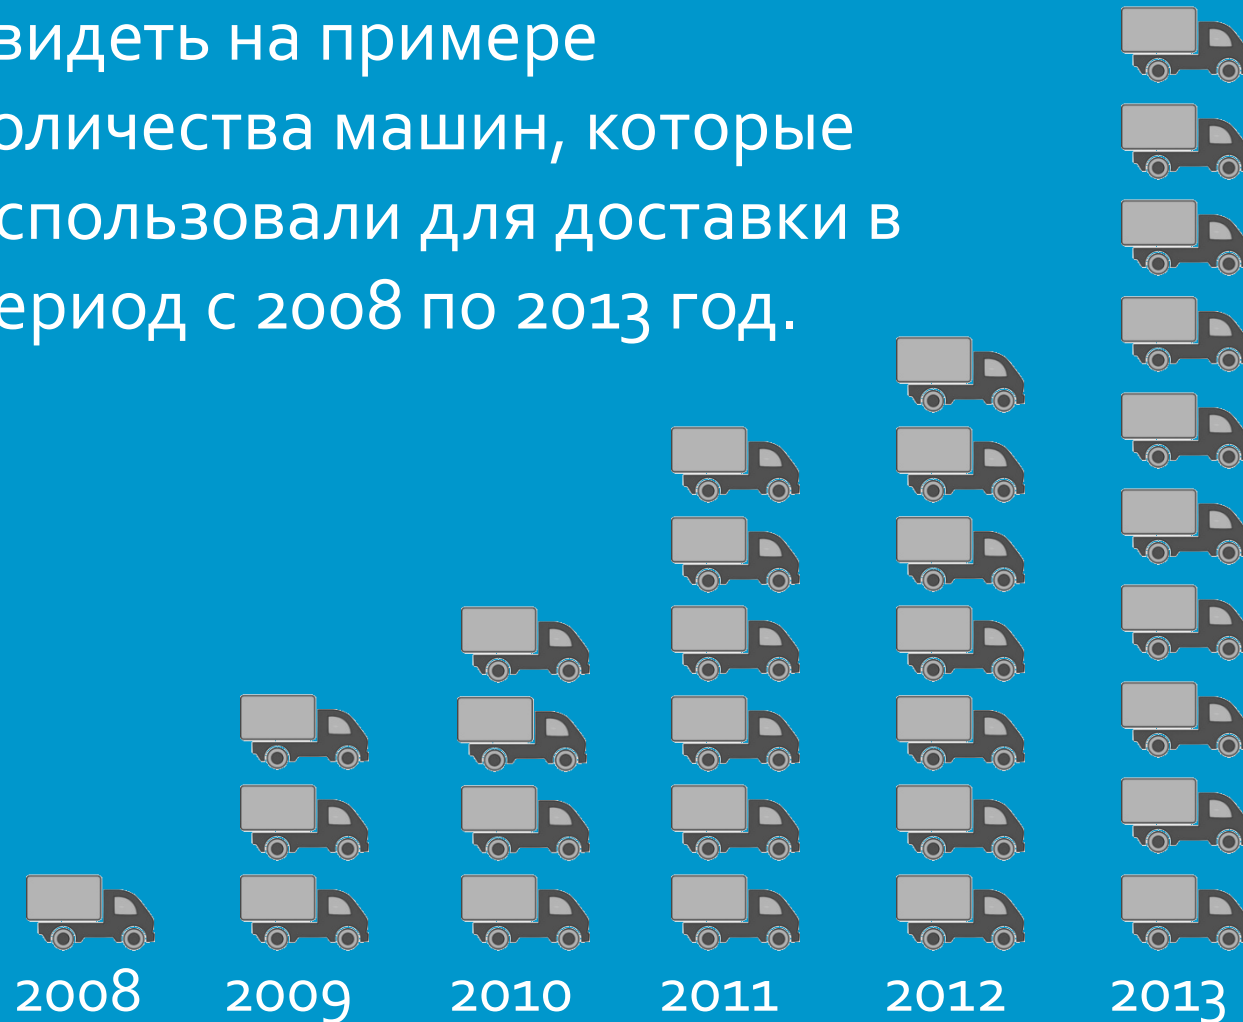 видеть на примере
оличества машин, которые
спользовали для доставки в
ериод с 2008 по 2013 год.
2008 2009 2010 2011 2012 2013